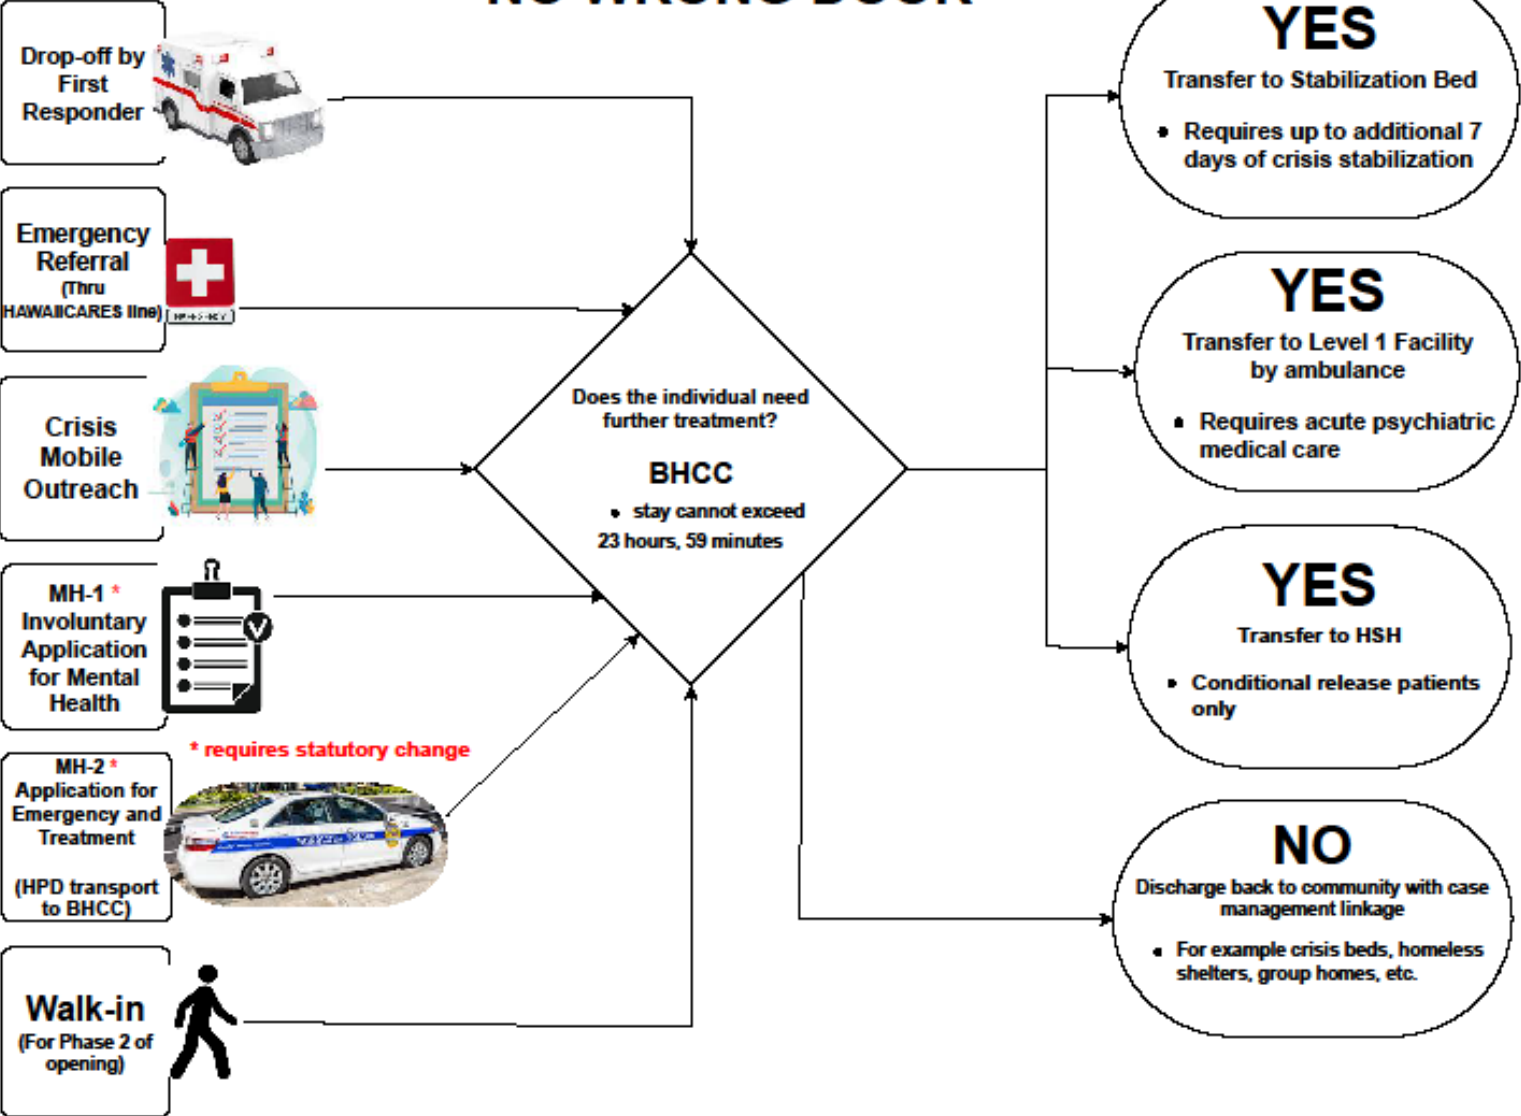 NO WRONG DOOR
Drop-off by
First
Responder
Emergency
Referral
(Thru
HAWAIICARES line)
Crisis
Mobile
Outreach
MH-1 *
Involuntary
Application
for Mental
Health
* requires statutory change
MH-2 *
Application for
Emergency and
Treatment
(HPD transport
to BHCC)
Walk-in
(For Phase 2 of
opening)
Does the individual need
further treatment?
BHCC
• stay cannot exceed
23 hours, 59 minutes
YES
Transfer to Stabilization Bed
• Requires up to additional 7
days of crisis stabilization
YES
Transfer to Level 1 Facility
by ambulance
• Requires acute psychiatric
medical care
YES
Transfer to HSH
• Conditional release patients
only
NO
Discharge back to community with case
management linkage
• For example crisis beds, homeless
shelters, group homes, etc.